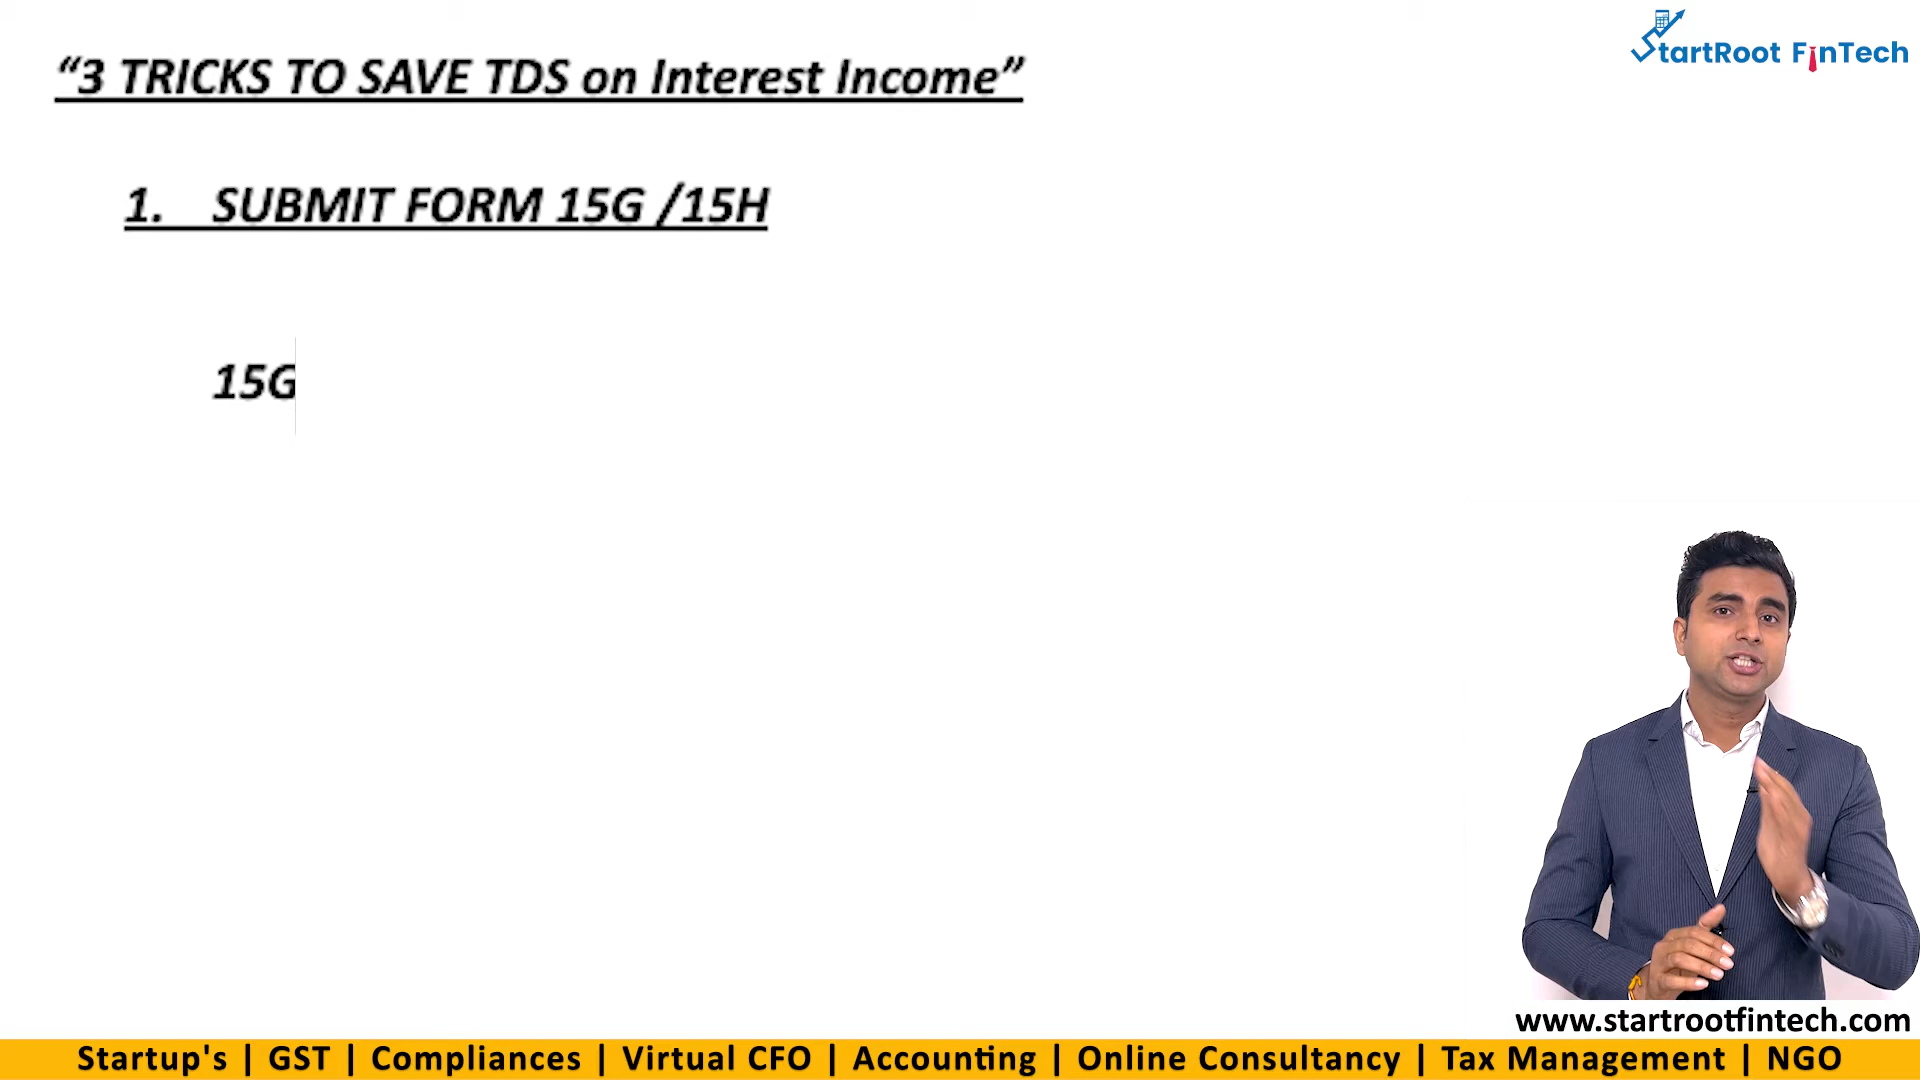 “3 TRICKS TO SAVE TDS on Interest Income”
StartRoot FinTech
1. SUBMIT FORM 15G /15H
15G
www.startrootfintech.com
Startup's | GST | Compliances | Virtual CFO | Accounting | Online Consultancy | Tax Management | NGO